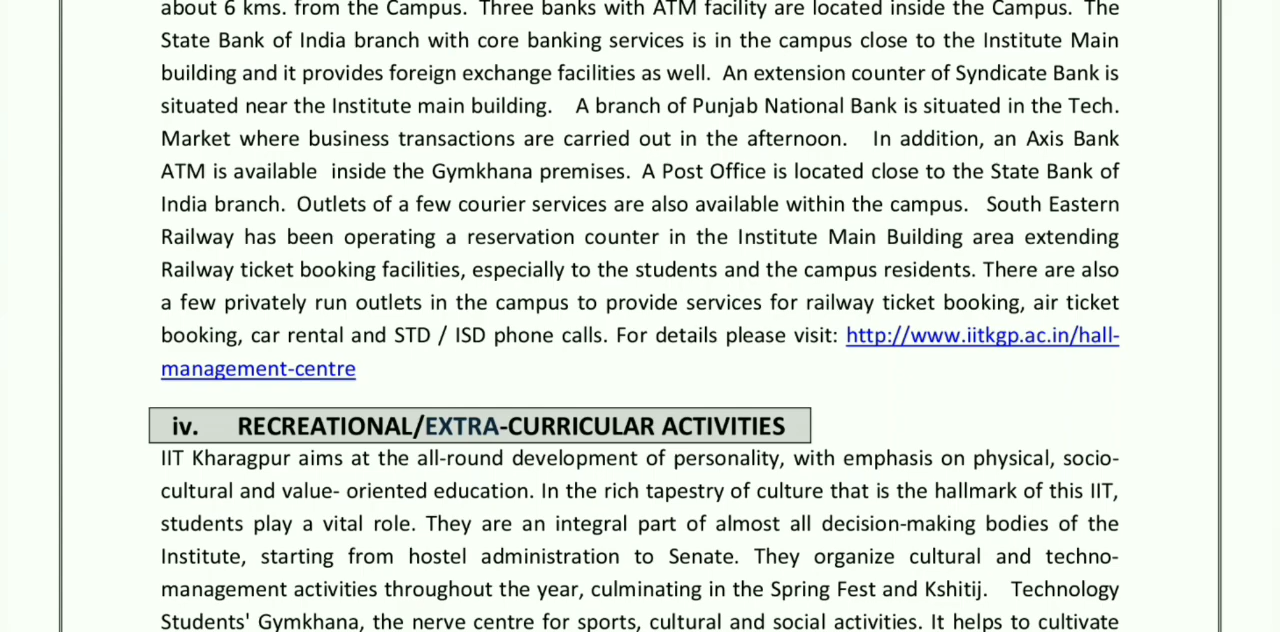 about 6 kms. from the Campus. Three banks with ATM facility are located inside the Campus. The
State Bank of India branch with core banking services is in the campus close to the Institute Main
building and it provides foreign exchange facilities as well. An extension counter of Syndicate Bank is
situated near the Institute main building. A branch of Punjab National Bank is situated in the Tech.
Market where business transactions are carried out in the afternoon. In addition, an Axis Bank
ATM is available inside the Gymkhana premises. A Post Office is located close to the State Bank of
India branch. Outlets of a few courier services are also available within the campus. South Eastern
Railway has been operating a reservation counter in the Institute Main Building area extending
Railway ticket booking facilities, especially to the students and the campus residents. There are also
a few privately run outlets in the campus to provide services for railway ticket booking, air ticket
booking, car rental and STD / ISD phone calls. For details please visit: http://www.iitkgp.ac.in/hall-
management-centre
iv. RECREATIONAL/EXTRA-CURRICULAR ACTIVITIES
IIT Kharagpur aims at the all-round development of personality, with emphasis on physical, socio-
cultural and value- oriented education. In the rich tapestry of culture that is the hallmark of this IIT,
students play a vital role. They are an integral part of almost all decision-making bodies of the
Institute, starting from hostel administration to Senate. They organize cultural and techno-
management activities throughout the year, culminating in the Spring Fest and Kshitij. Technology
Students' Gymkhana, the nerve centre for sports, cultural and social activities. It helps to cultivate